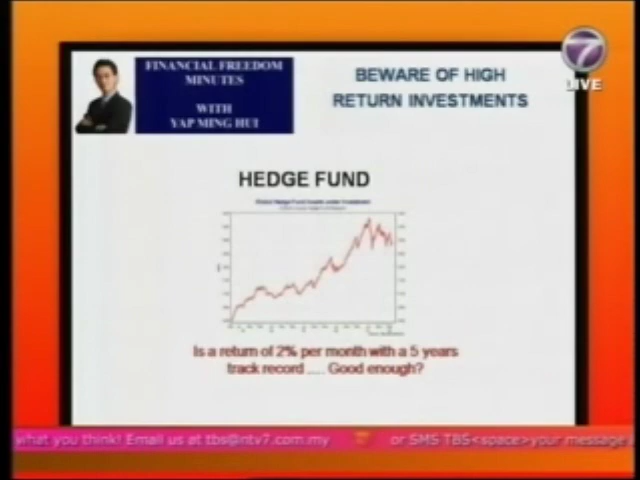 FINANCIAL FREEDOM
MINUTES
WITH
YAP MING HUI
BEWARE OF HIGH
RETURN INVESTMENTS
7
LIVE
HEDGE FUND
Is a return of 2% per month with a 5 years
track record .... Good enough?
what you think! Email us at tbs@ntv7.com.my or SMS TBS<space>your message